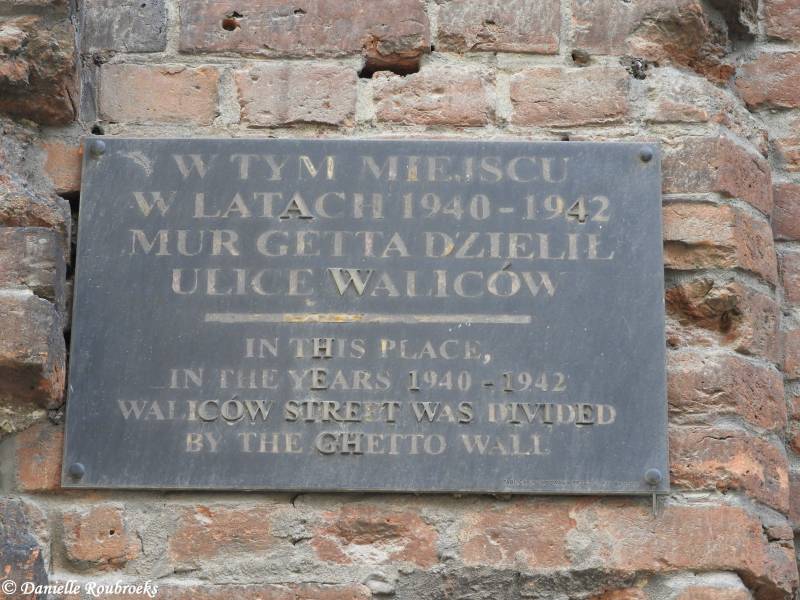 W TYM MIEJSCU
W LATACH 1940-1942
MUR GETTA DZIELIŁ
ULICĘ WALICÓW
IN THIS PLACE,
IN THE YEARS 1940-1942
WALICÓW STREET WAS DIVIDED
BY THE GHETTO WALL
© Danielle Roubroeks